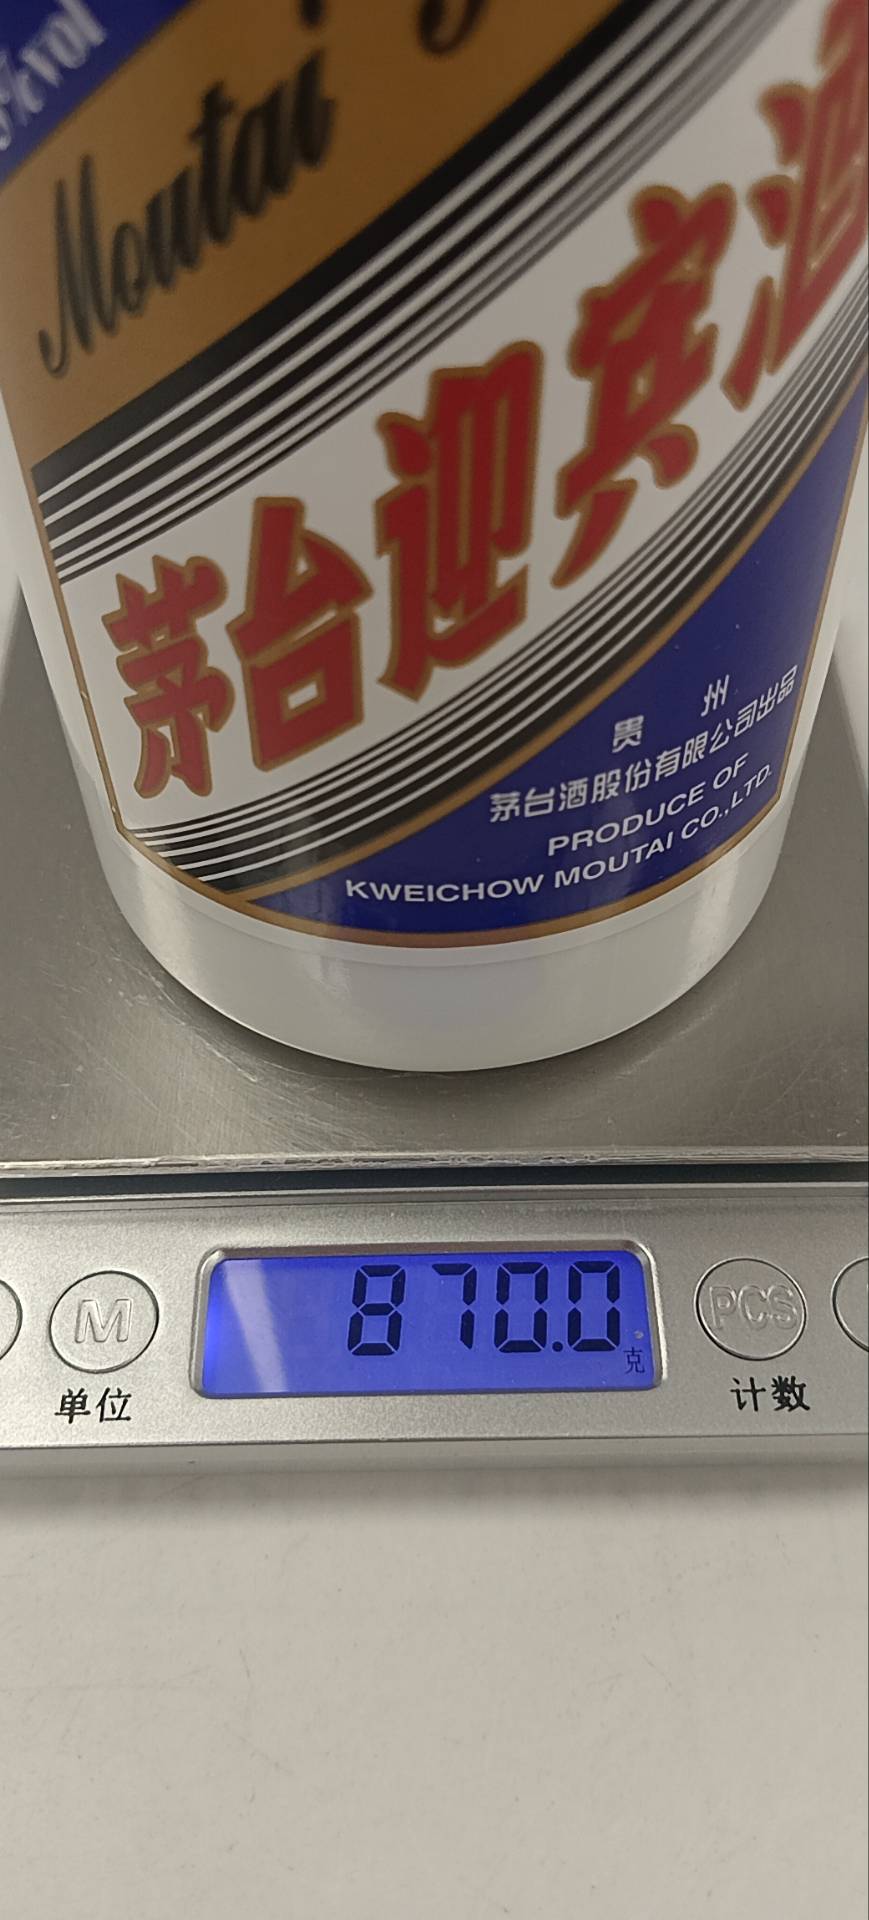 %vol
Moutai
茅台迎宾酒
贵 州
茅台酒股份有限公司出品
PRODUCE OF
KWEICHOW MOUTAI CO.,LTD.
M
870.0
克
PCS
单位
计数